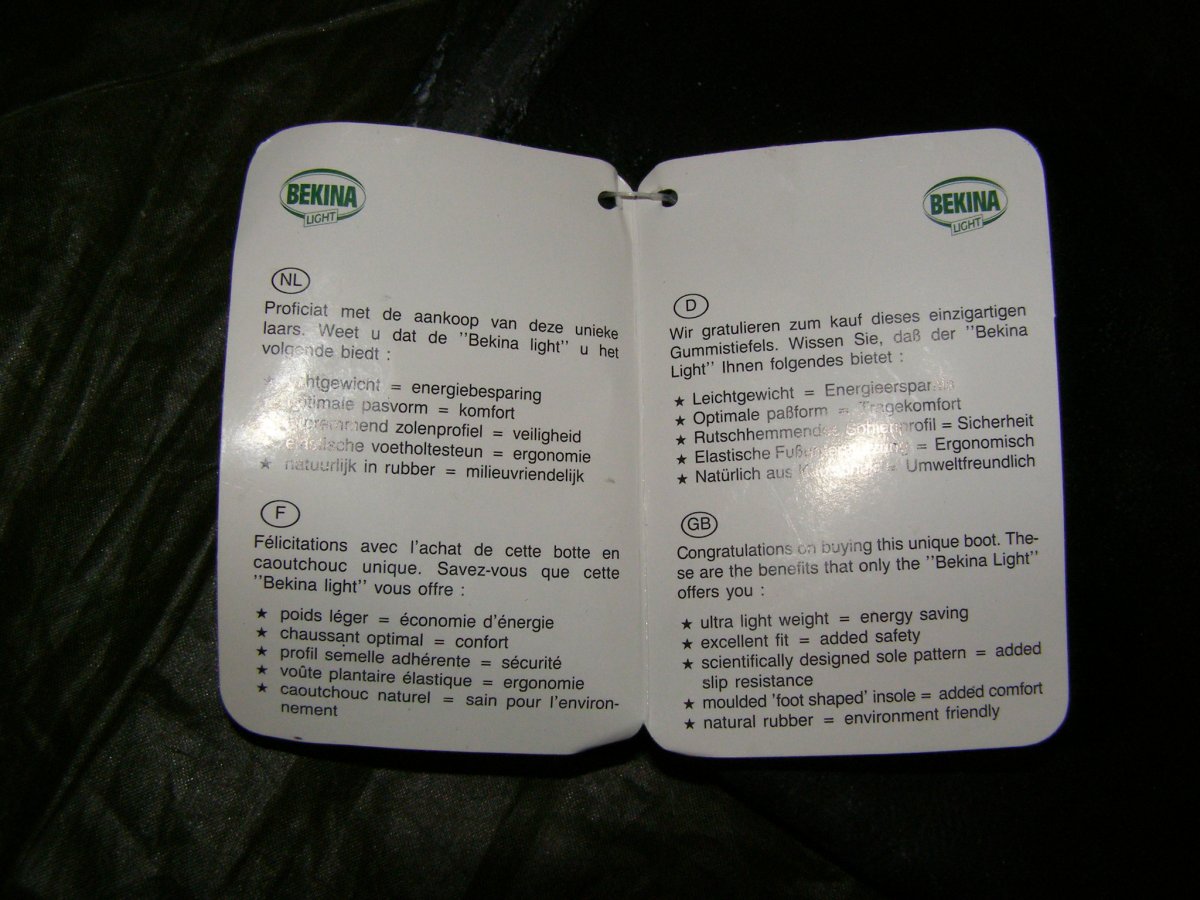 BEKINA
LIGHT
NL
Proficiat met de aankoop van deze unieke
laars. Weet u dat de "Bekina light" u het
volgende biedt :
★ lichtgewicht = energiebesparing
★ optimale pasvorm = komfort
zolenprofiel = veiligheid
voetholtesteun = ergonomie
★ natuurlijk in rubber = milieuvriendelijk
F
Félicitations avec l'achat de cette botte en
caoutchouc unique. Savez-vous que cette
"Bekina light" vous offre :
★ poids léger = économie d'énergie
★ chaussant optimal = confort
★ profil semelle adhérente = sécurité
★ voûte plantaire élastique = ergonomie
★ caoutchouc naturel = sain pour l'environ-
nement
BEKINA
LIGHT
D
Wir gratulieren zum kauf dieses einzigartigen
Gummistiefels. Wissen Sie, daß der "Bekina
Light" Ihnen folgendes bietet :
★ Leichtgewicht = Energieersparnis
★ Optimale paßform = Tragekomfort
★ Rutschhemmendes Sohlenprofil = Sicherheit
★ Elastische = Ergonomisch
★ Natürlich aus = Umweltfreundlich
GB
Congratulations on buying this unique boot. The-
se are the benefits that only the "Bekina Light"
offers you :
★ ultra light weight = energy saving
★ excellent fit = added safety
★ scientifically designed sole pattern = added
slip resistance
★ moulded 'foot shaped' insole = added comfort
★ natural rubber = environment friendly